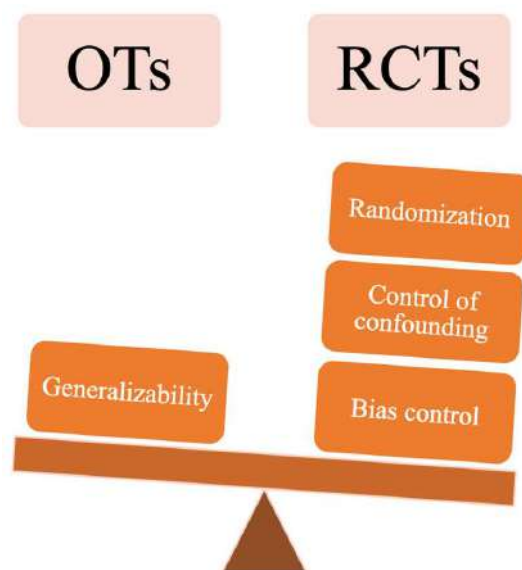 OTs
RCTs
Randomization
Control of
confounding
Generalizability
Bias control